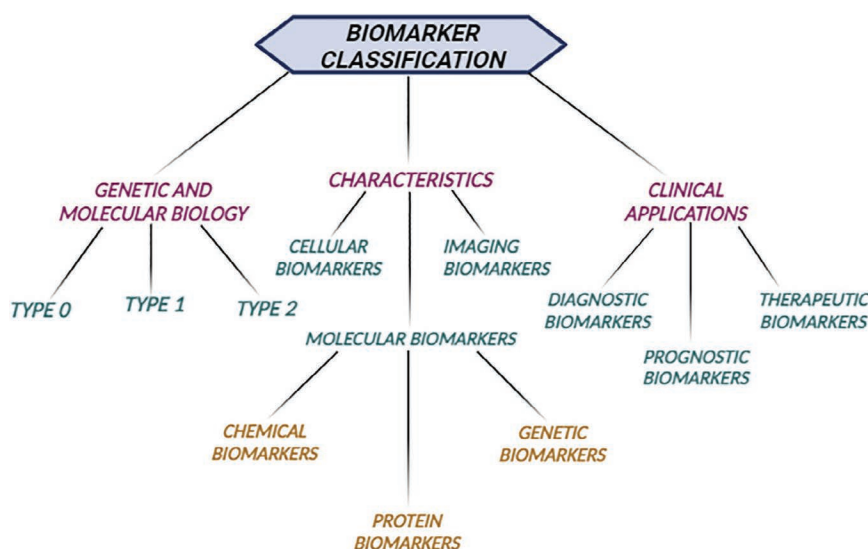 BIOMARKER
CLASSIFICATION
GENETIC AND
MOLECULAR BIOLOGY
CHARACTERISTICS
CLINICAL
APPLICATIONS
TYPE 0
TYPE 1
TYPE 2
CELLULAR
BIOMARKERS
IMAGING
BIOMARKERS
MOLECULAR BIOMARKERS
DIAGNOSTIC
BIOMARKERS
PROGNOSTIC
BIOMARKERS
THERAPEUTIC
BIOMARKERS
CHEMICAL
BIOMARKERS
PROTEIN
BIOMARKERS
GENETIC
BIOMARKERS